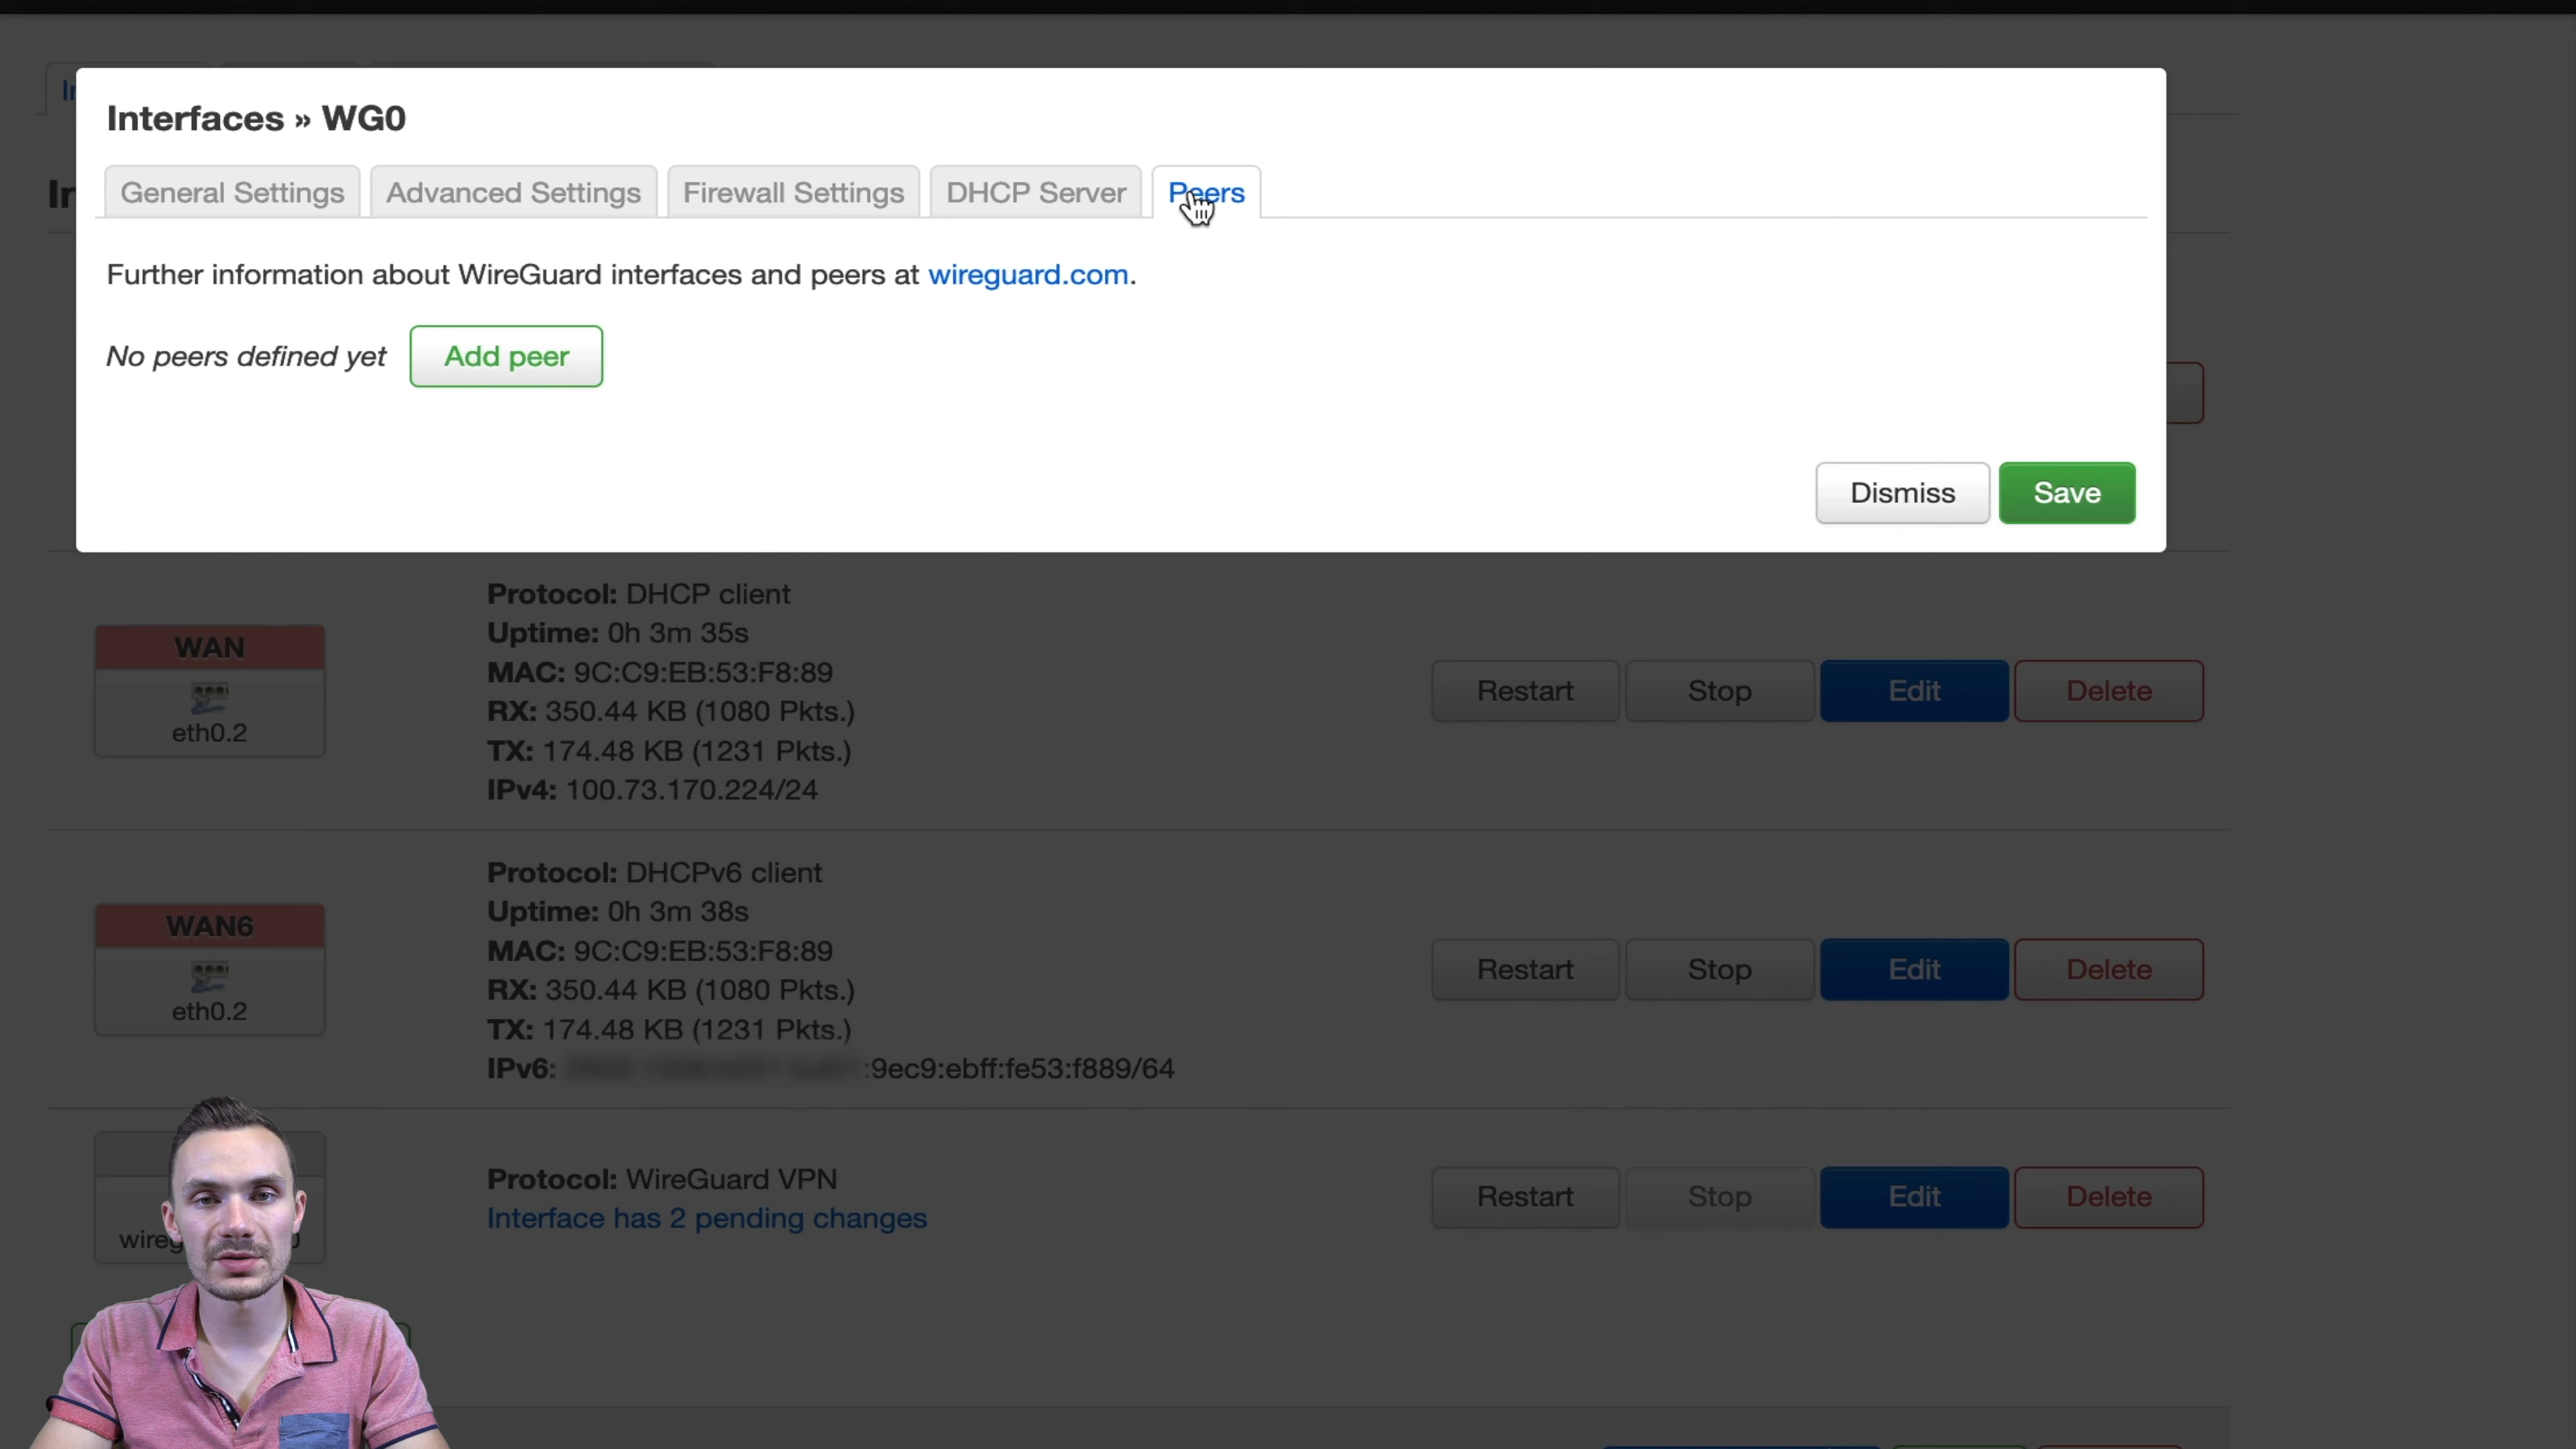 Interfaces » WG0
General Settings
Advanced Settings
Firewall Settings
DHCP Server
Peers
Further information about WireGuard interfaces and peers at wireguard.com.
No peers defined yet
Add peer
Dismiss
Save
WAN
eth0.2
Protocol: DHCP client
Uptime: 0h 3m 35s
MAC: 9C:C9:EB:53:F8:89
RX: 350.44 KB (1080 Pkts.)
TX: 174.48 KB (1231 Pkts.)
IPv4: 100.73.170.224/24
Restart
Stop
Edit
Delete
WAN6
eth0.2
Protocol: DHCPv6 client
Uptime: 0h 3m 38s
MAC: 9C:C9:EB:53:F8:89
RX: 350.44 KB (1080 Pkts.)
TX: 174.48 KB (1231 Pkts.)
IPv6: :9ec9:ebff:fe53:f889/64
Restart
Stop
Edit
Delete
Protocol: WireGuard VPN
Interface has 2 pending changes
Restart
Stop
Edit
Delete